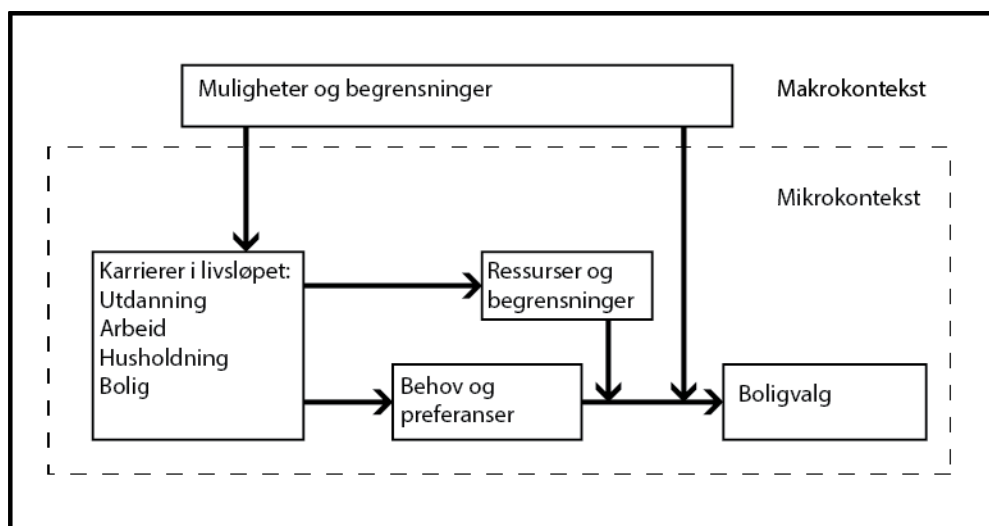 Muligheter og begrensninger
Makrokontekst
Mikrokontekst
Karrierer i livsløpet:
Utdanning
Arbeid
Husholdning
Bolig
Ressurser og
begrensninger
Behov og
preferanser
Boligvalg